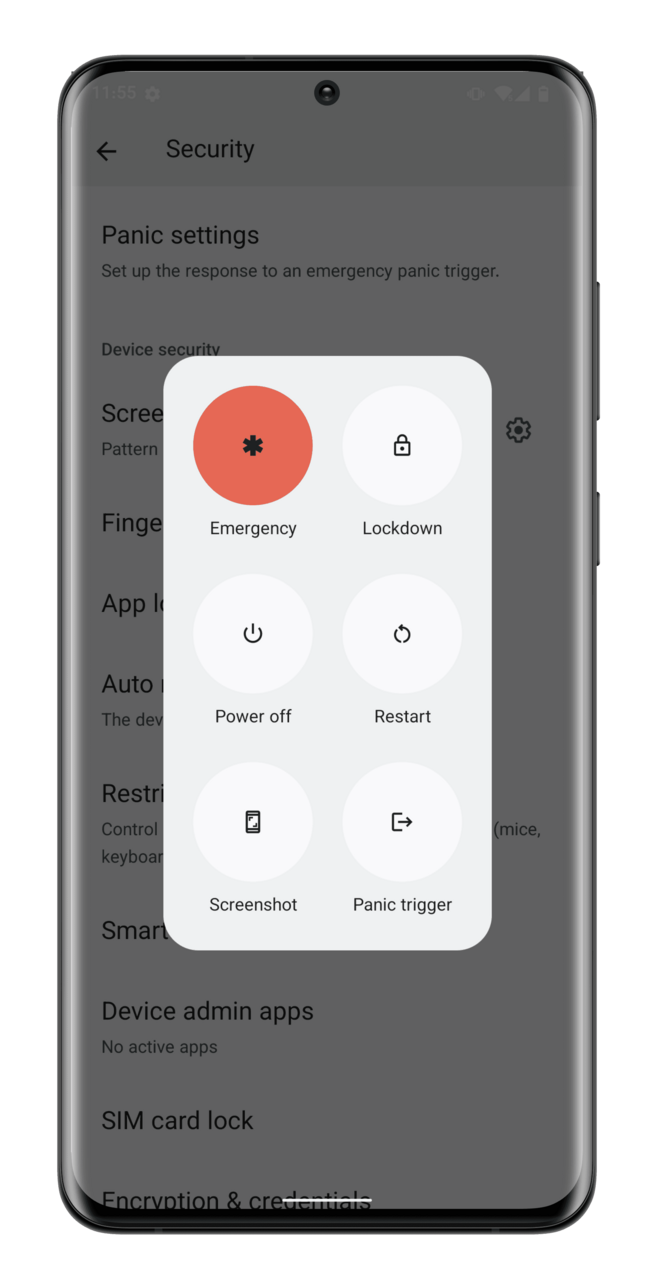 11:55
Security
Panic settings
Set up the response to an emergency panic trigger.
Device security
Scree
Pattern
Finge
App lo
Auto
The dev
Restri
Control
(mice,
keyboar
Smart
Emergency
Lockdown
Power off
Restart
Screenshot
Panic trigger
Device admin apps
No active apps
SIM card lock
Encryption & credentials